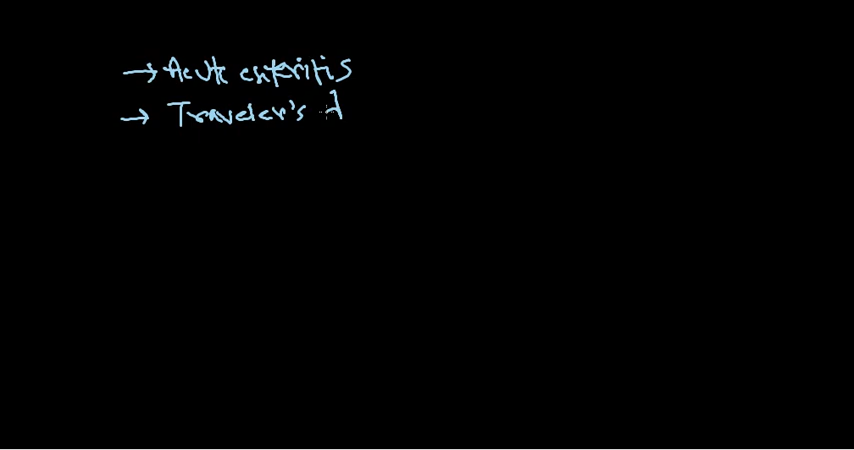 → Acute enteritis
→ Traveler's d